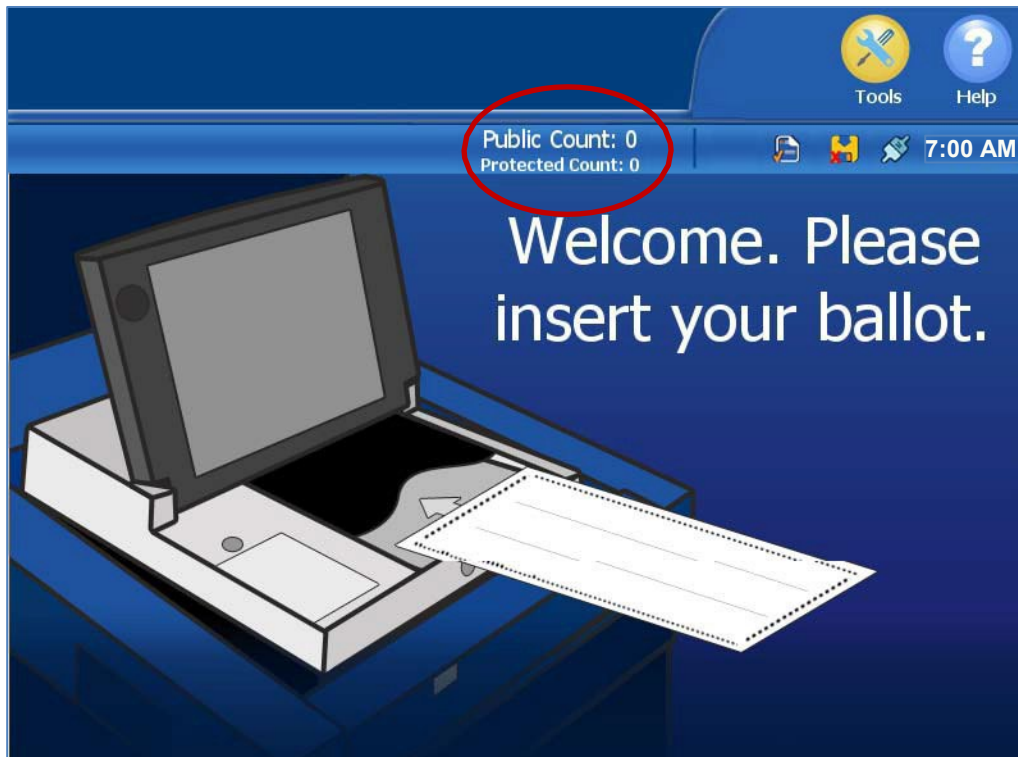 ?
Tools Help
Public Count: 0
Protected Count: 0
7:00 AM
Welcome. Please
insert your ballot.